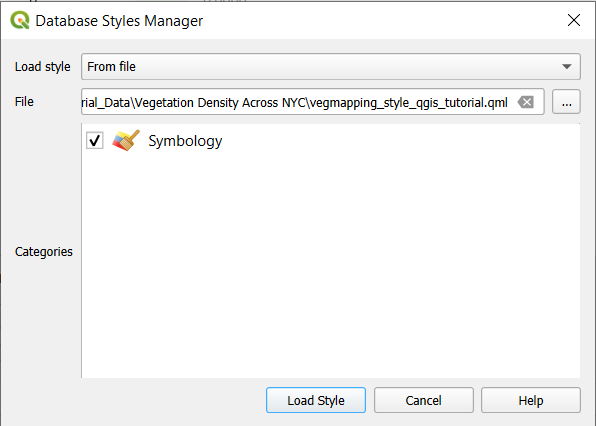 Database Styles Manager
Load style From file
File rial_Data\Vegetation Density Across NYC\vegmapping_style_qgis_tutorial.qml ...
Symbology
Categories
Load Style Cancel Help